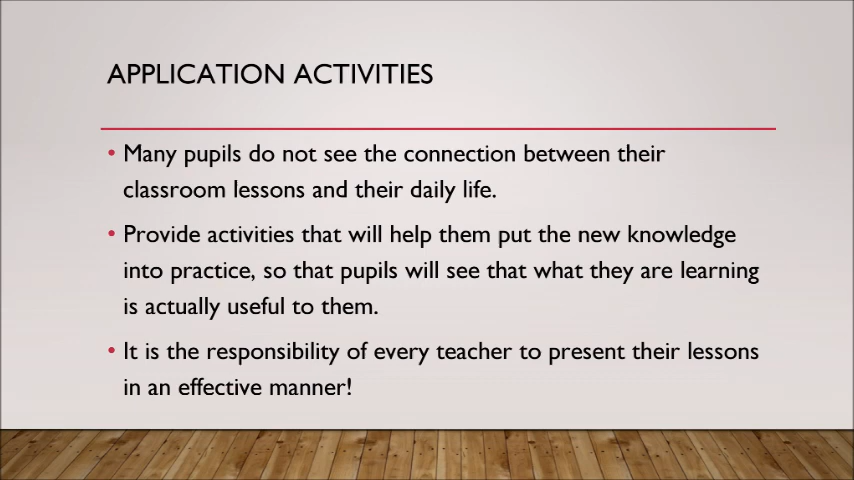 APPLICATION ACTIVITIES
• Many pupils do not see the connection between their
classroom lessons and their daily life.
• Provide activities that will help them put the new knowledge
into practice, so that pupils will see that what they are learning
is actually useful to them.
• It is the responsibility of every teacher to present their lessons
in an effective manner!